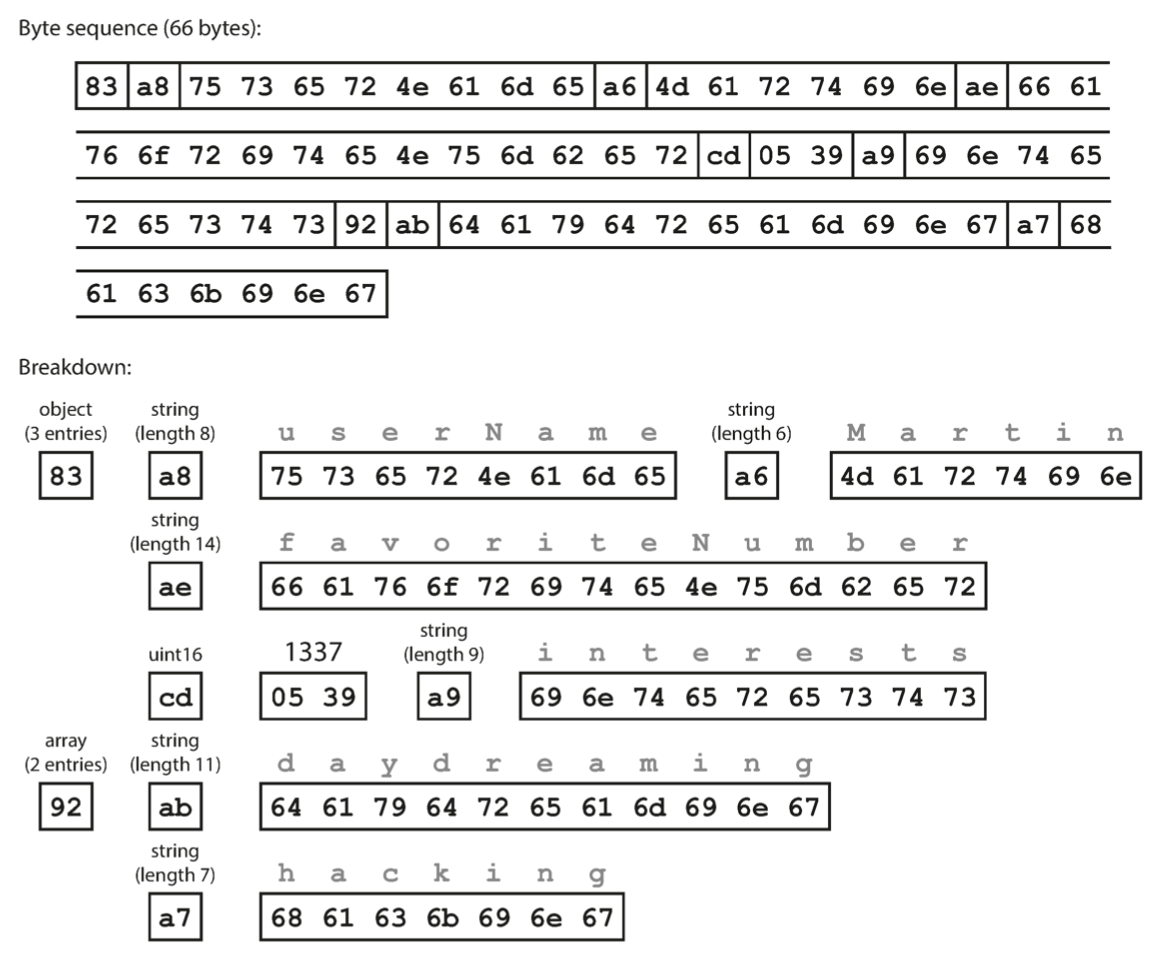 Byte sequence (66 bytes):
83 a8 75 73 65 72 4e 61 6d 65 a6 4d 61 72 74 69 6e ae 66 61
76 6f 72 69 74 65 4e 75 6d 62 65 72 cd 05 39 a9 69 6e 74 65
72 65 73 74 73 92 ab 64 61 79 64 72 65 61 6d 69 6e 67 a7 68
61 63 6b 69 6e 67
Breakdown:
object string string
(3 entries) (length 8) u s e r N a m e (length 6) M a r t i n
83 a8 75 73 65 72 4e 61 6d 65 a6 4d 61 72 74 69 6e
string
(length 14) f a v o r i t e N u m b e r
ae 66 61 76 6f 72 69 74 65 4e 75 6d 62 65 72
string
uint16 1337 (length 9) i n t e r e s t s
cd 05 39 a9 69 6e 74 65 72 65 73 74 73
array string
(2 entries) (length 11) d a y d r e a m i n g
92 ab 64 61 79 64 72 65 61 6d 69 6e 67
string
(length 7) h a c k i n g
a7 68 61 63 6b 69 6e 67